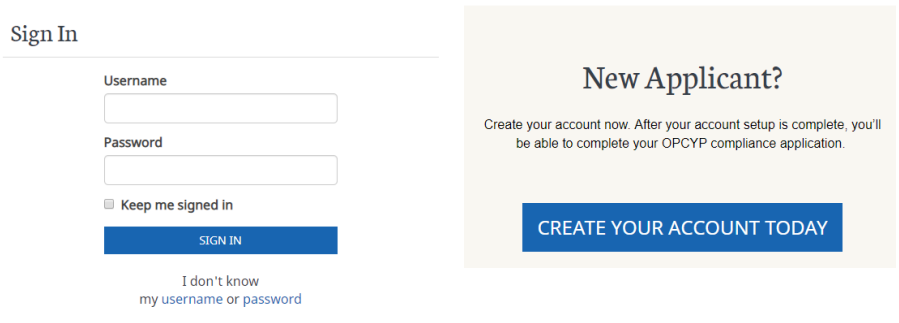 Sign In
Username
Password
Keep me signed in
SIGN IN
I don't know
my username or password
New Applicant?
Create your account now. After your account setup is complete, you'll
be able to complete your OPCYP compliance application.
CREATE YOUR ACCOUNT TODAY